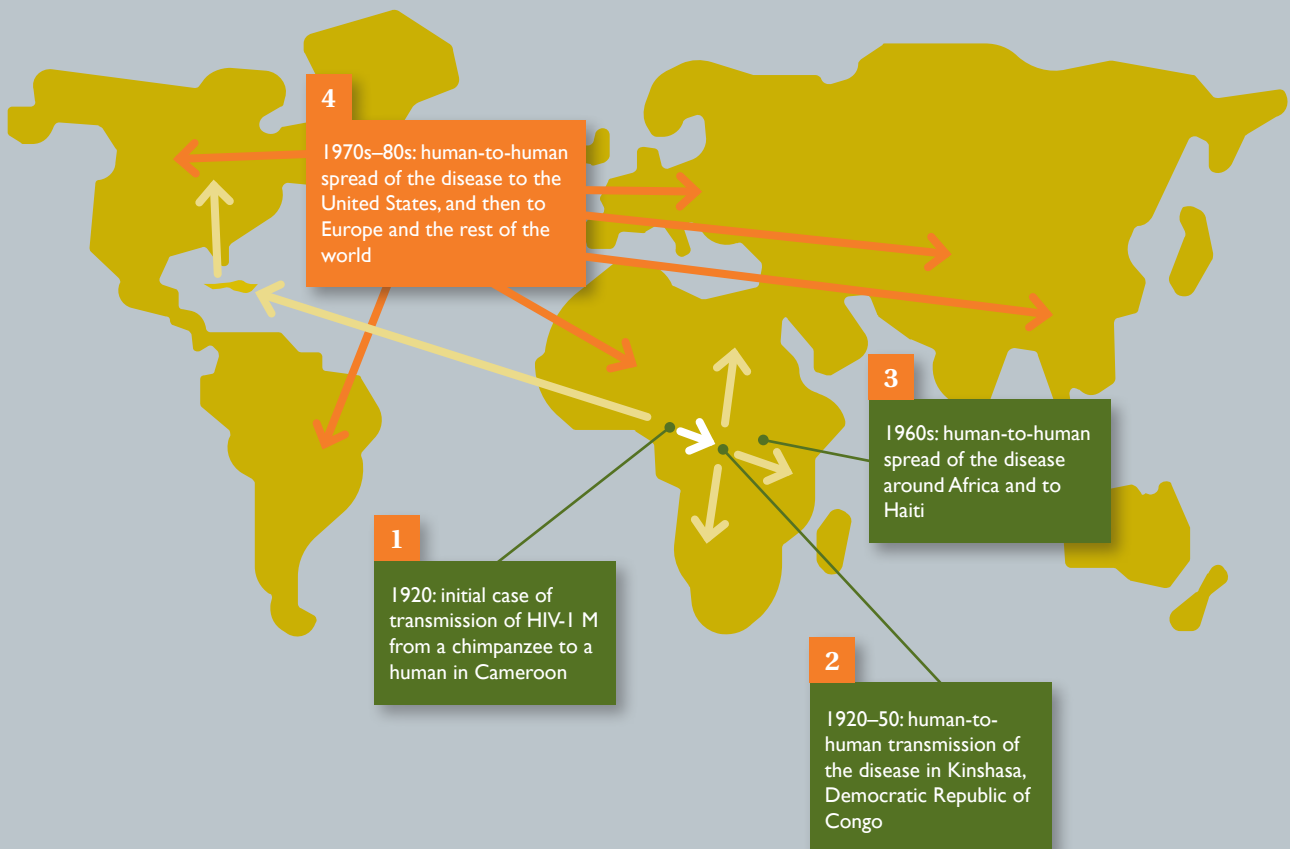 4
1970s–80s: human-to-human
spread of the disease to the
United States, and then to
Europe and the rest of the
world
3
1960s: human-to-human
spread of the disease
around Africa and to
Haiti
1
1920: initial case of
transmission of HIV-1 M
from a chimpanzee to a
human in Cameroon
2
1920–50: human-to-
human transmission of
the disease in Kinshasa,
Democratic Republic of
Congo